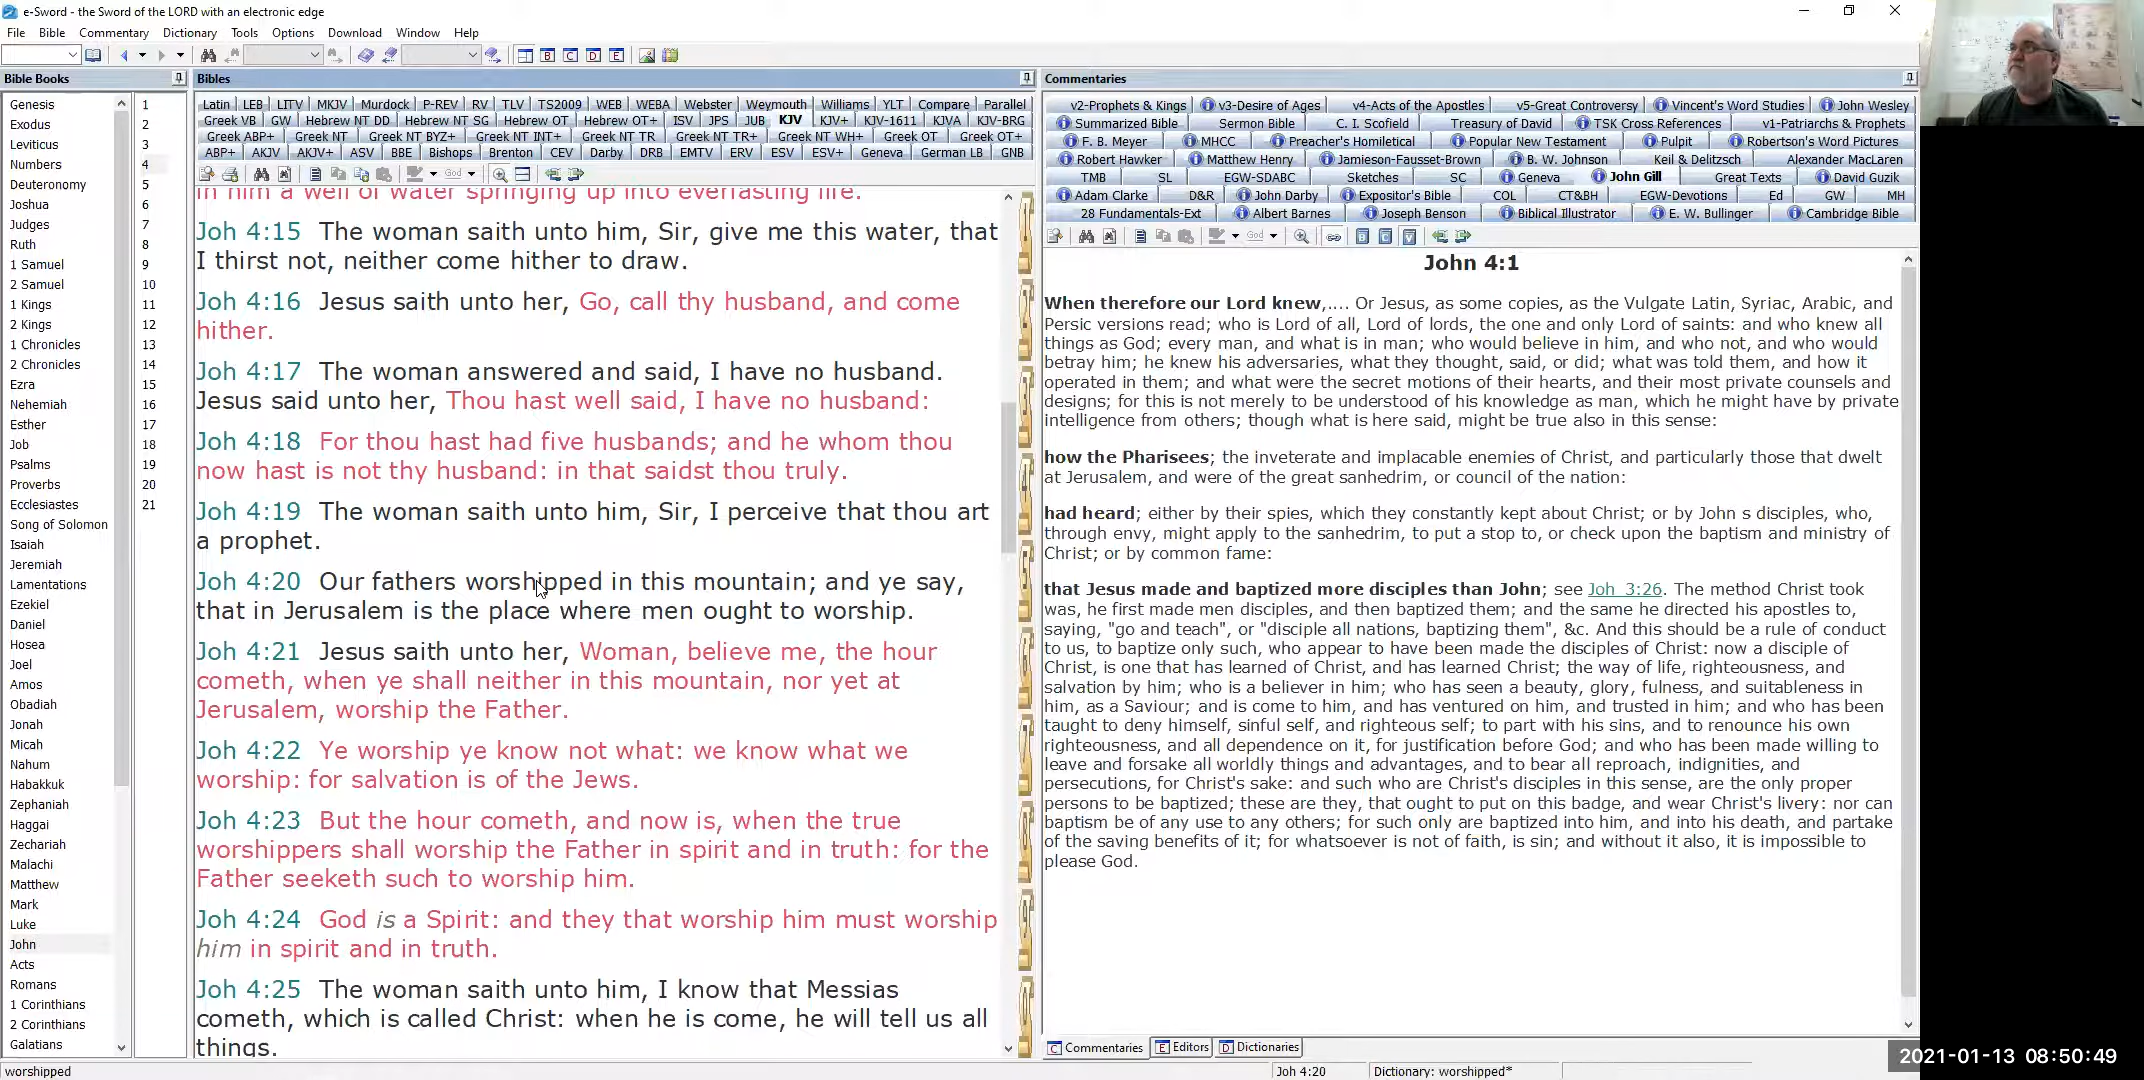 e-Sword - the Sword of the LORD with an electronic edge
File Bible Commentary Dictionary Tools Options Download Window Help
Bible Books
Genesis
Exodus
Leviticus
Numbers
Deuteronomy
Joshua
Judges
Ruth
1 Samuel
2 Samuel
1 Kings
2 Kings
1 Chronicles
2 Chronicles
Ezra
Nehemiah
Esther
Job
Psalms
Proverbs
Ecclesiastes
Song of Solomon
Isaiah
Jeremiah
Lamentations
Ezekiel
Daniel
Hosea
Joel
Amos
Obadiah
Jonah
Micah
Nahum
Habakkuk
Zephaniah
Haggai
Zechariah
Malachi
Matthew
Mark
Luke
John
Acts
Romans
1 Corinthians
2 Corinthians
Galatians
1
2
3
4
5
6
7
8
9
10
11
12
13
14
15
16
17
18
19
20
21
Bibles
Latin LEB LITV MKJV Murdock P-REV RV TLV TS2009 WEB WEBA Webster Weymouth Williams YLT Compare Parallel
Greek VB GW Hebrew NT DD Hebrew NT SG Hebrew OT Hebrew OT+ ISV JPS JUB KJV KJV+ KJV-1611 KJVA KJV-BRG
Greek ABP+ Greek NT Greek NT BYZ+ Greek NT INT+ Greek NT TR Greek NT TR+ Greek NT WH+ Greek OT Greek OT+
ABP+ AKJV AKJV+ ASV BBE Bishops Brenton CEV Darby DRB EMTV ERV ESV ESV+ Geneva German LB GNB
God
in him a well of water springing up into everlasting life.
Joh 4:15 The woman saith unto him, Sir, give me this water, that
I thirst not, neither come hither to draw.
Joh 4:16 Jesus saith unto her, Go, call thy husband, and come
hither.
Joh 4:17 The woman answered and said, I have no husband.
Jesus said unto her, Thou hast well said, I have no husband:
Joh 4:18 For thou hast had five husbands; and he whom thou
now hast is not thy husband: in that saidst thou truly.
Joh 4:19 The woman saith unto him, Sir, I perceive that thou art
a prophet.
Joh 4:20 Our fathers worshipped in this mountain; and ye say,
that in Jerusalem is the place where men ought to worship.
Joh 4:21 Jesus saith unto her, Woman, believe me, the hour
cometh, when ye shall neither in this mountain, nor yet at
Jerusalem, worship the Father.
Joh 4:22 Ye worship ye know not what: we know what we
worship: for salvation is of the Jews.
Joh 4:23 But the hour cometh, and now is, when the true
worshippers shall worship the Father in spirit and in truth: for the
Father seeketh such to worship him.
Joh 4:24 God is a Spirit: and they that worship him must worship
him in spirit and in truth.
Joh 4:25 The woman saith unto him, I know that Messias
cometh, which is called Christ: when he is come, he will tell us all
things.
Commentaries
v2-Prophets & Kings v3-Desire of Ages v4-Acts of the Apostles v5-Great Controversy Vincent's Word Studies John Wesley
Summarized Bible Sermon Bible C. I. Scofield Treasury of David TSK Cross References v1-Patriarchs & Prophets
F. B. Meyer MHCC Preacher's Homiletical Popular New Testament Pulpit Robertson's Word Pictures
Robert Hawker Matthew Henry Jamieson-Fausset-Brown B. W. Johnson Keil & Delitzsch Alexander MacLaren
TMB SL EGW-SDABC Sketches SC Geneva John Gill Great Texts David Guzik
Adam Clarke D&R John Darby Expositor's Bible COL CT&BH EGW-Devotions Ed GW MH
28 Fundamentals-Ext Albert Barnes Joseph Benson Biblical Illustrator E. W. Bullinger Cambridge Bible
God
John 4:1
When therefore our Lord knew,.... Or Jesus, as some copies, as the Vulgate Latin, Syriac, Arabic, and
Persic versions read; who is Lord of all, Lord of lords, the one and only Lord of saints: and who knew all
things as God; every man, and what is in man; who would believe in him, and who not, and who would
betray him; he knew his adversaries, what they thought, said, or did; what was told them, and how it
operated in them; and what were the secret motions of their hearts, and their most private counsels and
designs; for this is not merely to be understood of his knowledge as man, which he might have by private
intelligence from others; though what is here said, might be true also in this sense:
how the Pharisees; the inveterate and implacable enemies of Christ, and particularly those that dwelt
at Jerusalem, and were of the great sanhedrim, or council of the nation:
had heard; either by their spies, which they constantly kept about Christ; or by John s disciples, who,
through envy, might apply to the sanhedrim, to put a stop to, or check upon the baptism and ministry of
Christ; or by common fame:
that Jesus made and baptized more disciples than John; see Joh_3:26. The method Christ took
was, he first made men disciples, and then baptized them; and the same he directed his apostles to,
saying, "go and teach", or "disciple all nations, baptizing them", &c. And this should be a rule of conduct
to us, to baptize only such, who appear to have been made the disciples of Christ: now a disciple of
Christ, is one that has learned of Christ, and has learned Christ; the way of life, righteousness, and
salvation by him; who is a believer in him; who has seen a beauty, glory, fulness, and suitableness in
him, as a Saviour; and is come to him, and has ventured on him, and trusted in him; and who has been
taught to deny himself, sinful self, and righteous self; to part with his sins, and to renounce his own
righteousness, and all dependence on it, for justification before God; and who has been made willing to
leave and forsake all worldly things and advantages, and to bear all reproach, indignities, and
persecutions, for Christ's sake: and such who are Christ's disciples in this sense, are the only proper
persons to be baptized; these are they, that ought to put on this badge, and wear Christ's livery: nor can
baptism be of any use to any others; for such only are baptized into him, and into his death, and partake
of the saving benefits of it; for whatsoever is not of faith, is sin; and without it also, it is impossible to
please God.
Commentaries Editors Dictionaries
worshipped Joh 4:20 Dictionary: worshipped*
2021-01-13 08:50:49